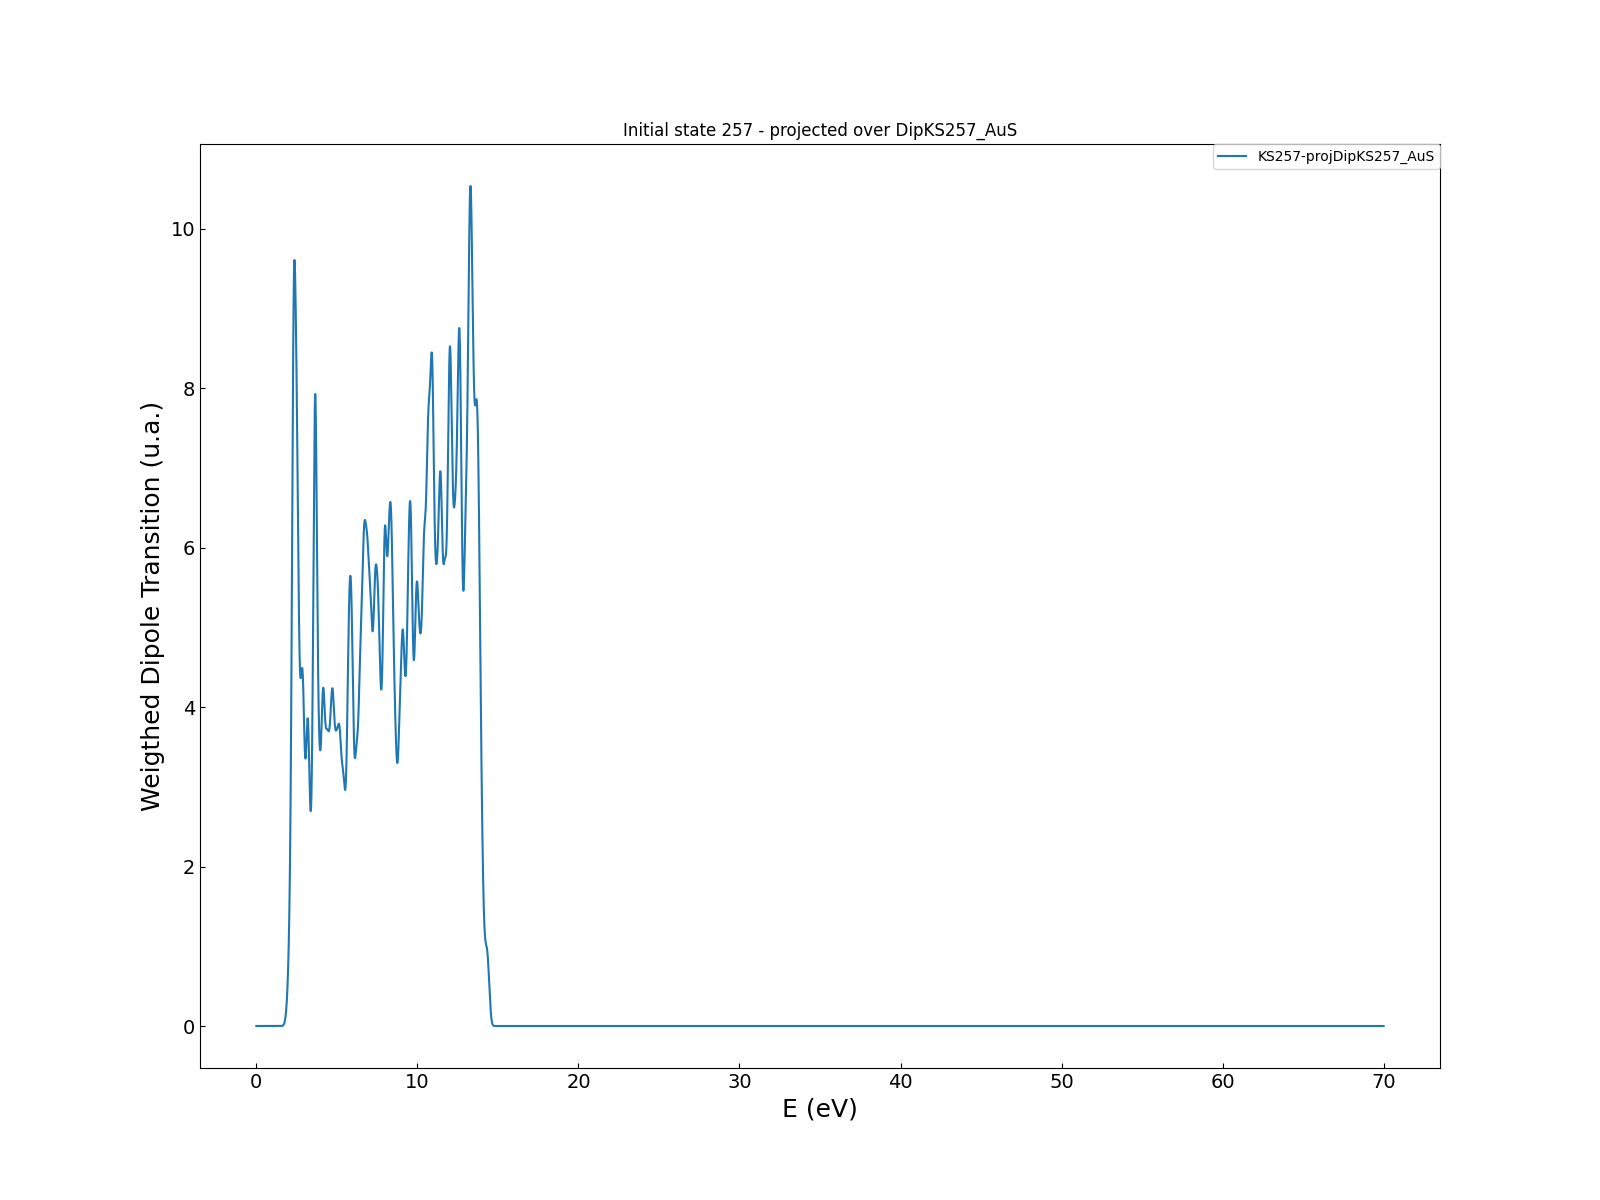 Initial state 257 - projected over DipKS257_AuS
KS257-projDipKS257_AuS
10
8
6
4
2
0
Weigthed Dipole Transition (u.a.)
0 10 20 30 40 50 60 70
E (eV)